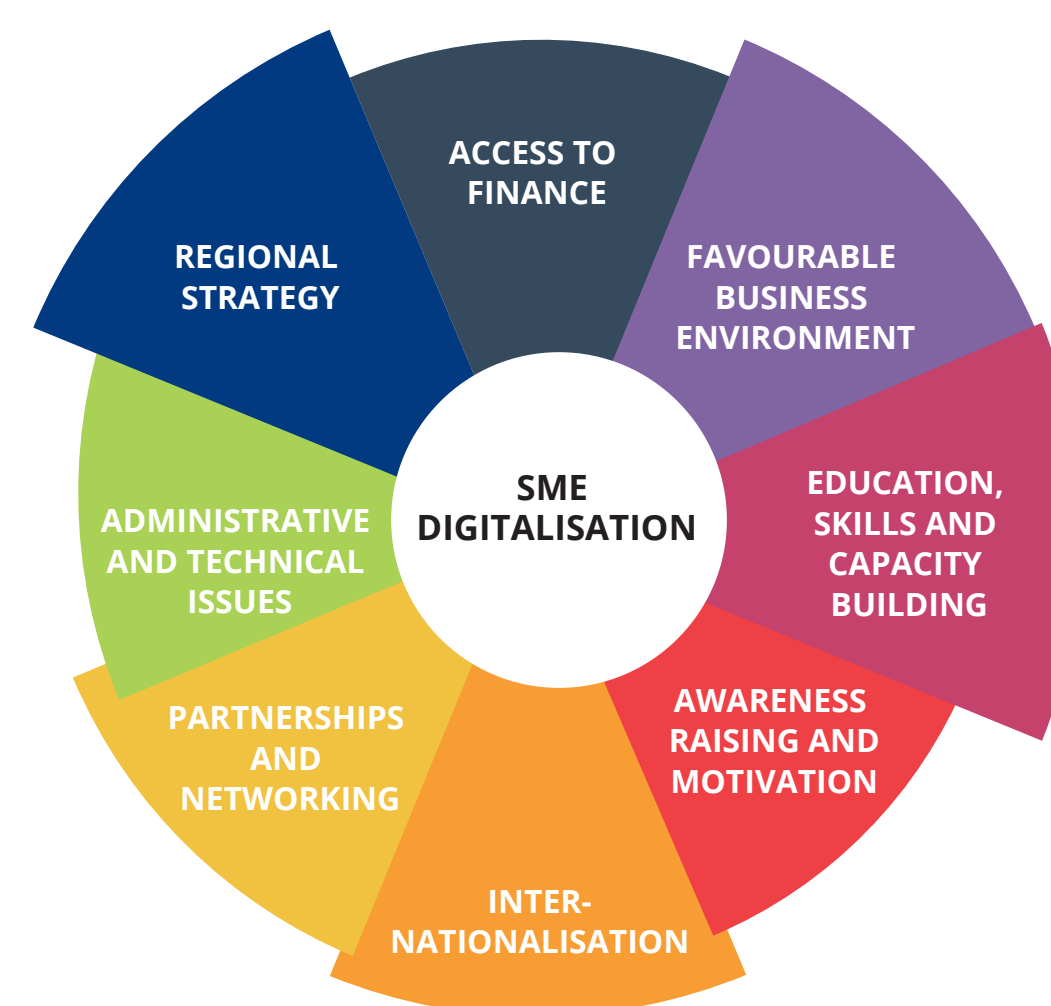 ACCESS TO
FINANCE
FAVOURABLE
BUSINESS
ENVIRONMENT
EDUCATION,
SKILLS AND
CAPACITY
BUILDING
AWARENESS
RAISING AND
MOTIVATION
INTER-
NATIONALISATION
PARTNERSHIPS
AND
NETWORKING
ADMINISTRATIVE
AND TECHNICAL
ISSUES
REGIONAL
STRATEGY
SME
DIGITALISATION